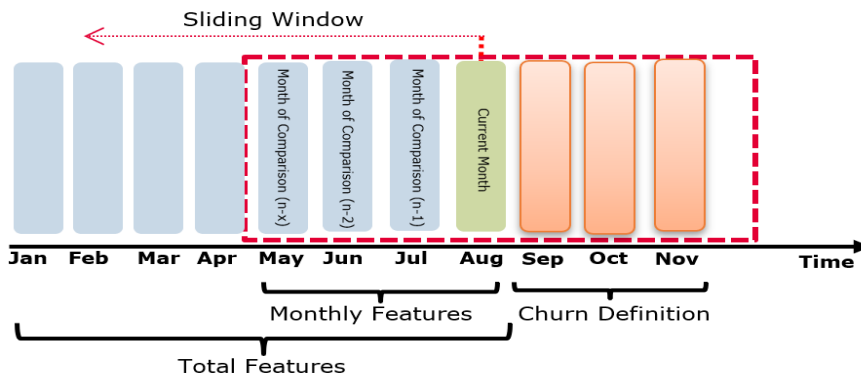 Sliding Window
Month of Comparison (n-x)
Month of Comparison (n-2)
Month of Comparison (n-1)
Current Month
Jan Feb Mar Apr May Jun Jul Aug Sep Oct Nov Time
Monthly Features Churn Definition
Total Features